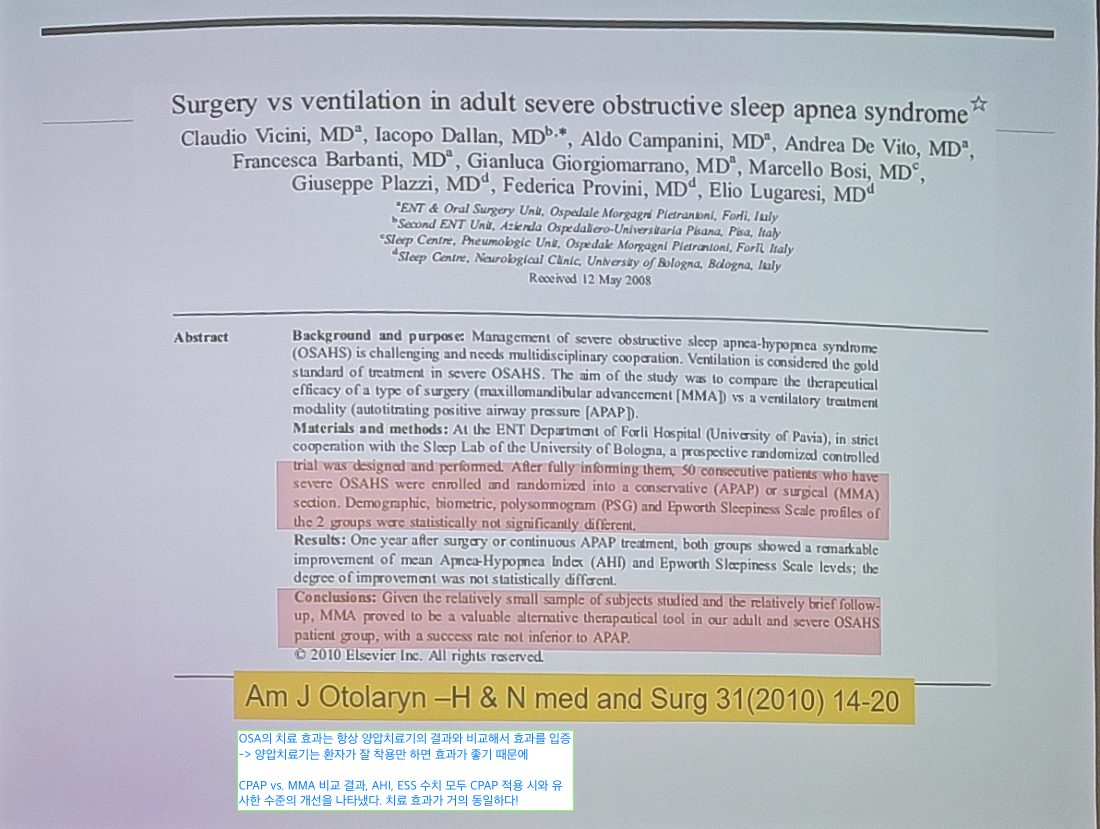 Surgery vs ventilation in adult severe obstructive sleep apnea syndrome☆
Claudio Vicini, MDᵃ, Iacopo Dallan, MDᵇ,*, Aldo Campanini, MDᵃ, Andrea De Vito, MDᵃ,
Francesca Barbanti, MDᵃ, Gianluca Giorgiomarrano, MDᵃ, Marcello Bosi, MDᶜ,
Giuseppe Plazzi, MDᵈ, Federica Provini, MDᵈ, Elio Lugaresi, MDᵈ
ᵃENT & Oral Surgery Unit, Ospedale Morgagni Pietrantoni, Forlì, Italy
ᵇSecond ENT Unit, Azienda Ospedaliero-Universitaria Pisana, Pisa, Italy
ᶜSleep Centre, Pneumologic Unit, Ospedale Morgagni Pietrantoni, Forlì, Italy
ᵈSleep Centre, Neurological Clinic, University of Bologna, Bologna, Italy
Received 12 May 2008
Abstract
Background and purpose: Management of severe obstructive sleep apnea-hypopnea syndrome
(OSAHS) is challenging and needs multidisciplinary cooperation. Ventilation is considered the gold
standard of treatment in severe OSAHS. The aim of the study was to compare the therapeutical
efficacy of a type of surgery (maxillomandibular advancement [MMA]) vs a ventilatory treatment
modality (autotitrating positive airway pressure [APAP]).
Materials and methods: At the ENT Department of Forlì Hospital (University of Pavia), in strict
cooperation with the Sleep Lab of the University of Bologna, a prospective randomized controlled
trial was designed and performed. After fully informing them, 50 consecutive patients who have
severe OSAHS were enrolled and randomized into a conservative (APAP) or surgical (MMA)
section. Demographic, biometric, polysomnogram (PSG) and Epworth Sleepiness Scale profiles of
the 2 groups were statistically not significantly different.
Results: One year after surgery or continuous APAP treatment, both groups showed a remarkable
improvement of mean Apnea-Hypopnea Index (AHI) and Epworth Sleepiness Scale levels; the
degree of improvement was not statistically different.
Conclusions: Given the relatively small sample of subjects studied and the relatively brief follow-
up, MMA proved to be a valuable alternative therapeutical tool in our adult and severe OSAHS
patient group, with a success rate not inferior to APAP.
© 2010 Elsevier Inc. All rights reserved.
Am J Otolaryn –H & N med and Surg 31(2010) 14-20
OSA의 치료 효과는 항상 양압치료기의 결과와 비교해서 효과를 입증
-> 양압치료기는 환자가 잘 착용만 하면 효과가 좋기 때문에
CPAP vs. MMA 비교 결과, AHI, ESS 수치 모두 CPAP 적용 시와 유
사한 수준의 개선을 나타냈다. 치료 효과가 거의 동일하다!